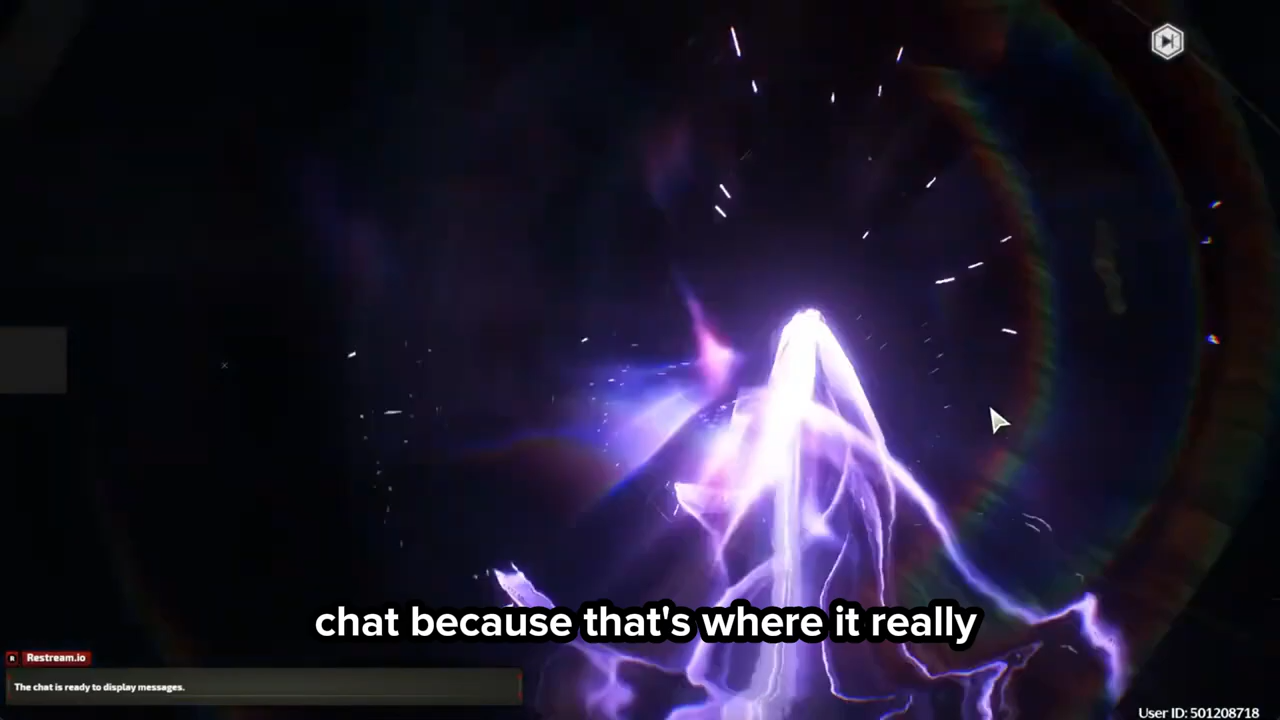 chat because that's where it really
Restream.io
The chat is ready to display messages.
User ID: 501208718